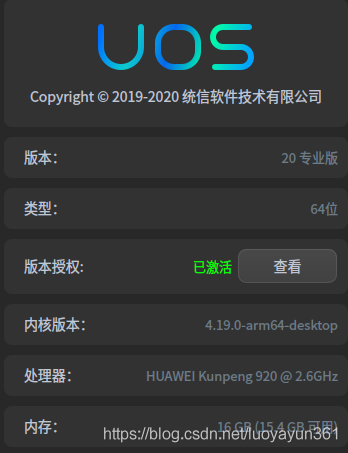 UOS
Copyright © 2019-2020 统信软件技术有限公司
版本： 20 专业版
类型： 64位
版本授权: 已激活 查看
内核版本： 4.19.0-arm64-desktop
处理器： HUAWEI Kunpeng 920 @ 2.6GHz
内存： 16 GB (15.4 GB 可用)
https://blog.csdn.net/luoyayun361